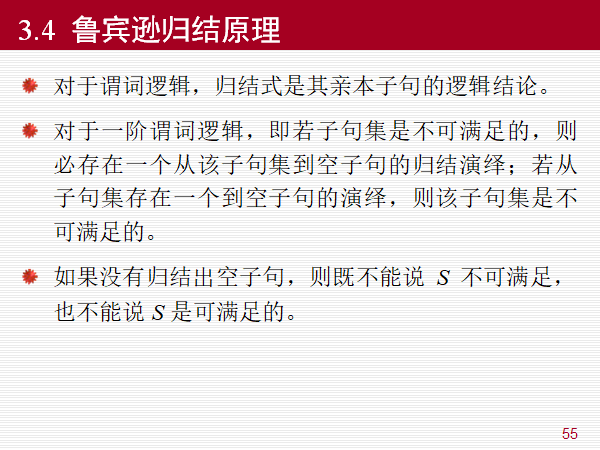 3.4 鲁宾逊归结原理
对于谓词逻辑，归结式是其亲本子句的逻辑结论。
对于一阶谓词逻辑，即若子句集是不可满足的，则
必存在一个从该子句集到空子句的归结演绎；若从
子句集存在一个到空子句的演绎，则该子句集是不
可满足的。
如果没有归结出空子句，则既不能说 S 不可满足，
也不能说 S 是可满足的。
55